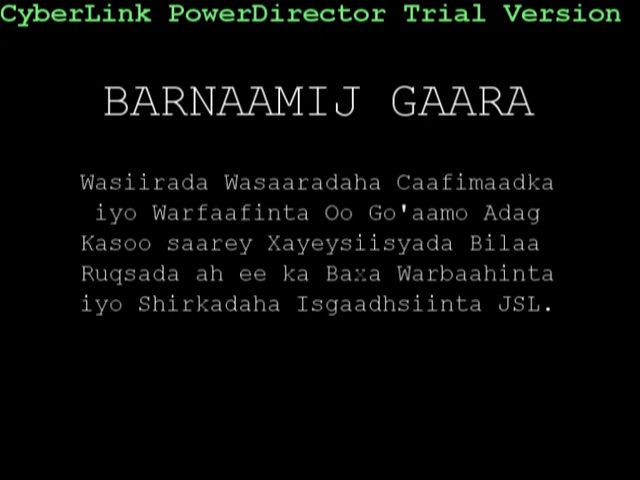 CyberLink PowerDirector Trial Version
BARNAAMIJ GAARA
Wasiirada Wasaaradaha Caafimaadka
iyo Warfaafinta Oo Go'aamo Adag
Kasoo saarey Xayeysiisyada Bilaa
Ruqsada ah ee ka Baxa Warbaahinta
iyo Shirkadaha Isgaadhsiinta JSL.